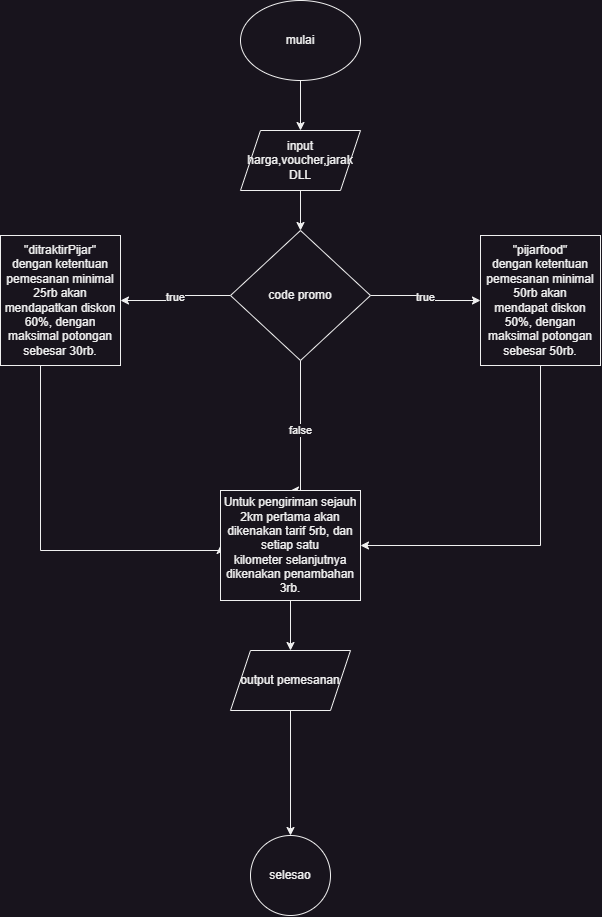 mulai
input
harga,voucher,jarak
DLL
"ditraktirPijar"
dengan ketentuan
pemesanan minimal
25rb akan
mendapatkan diskon
60%, dengan
maksimal potongan
sebesar 30rb.
true
code promo
true
"pijarfood"
dengan ketentuan
pemesanan minimal
50rb akan
mendapat diskon
50%, dengan
maksimal potongan
sebesar 50rb.
false
Untuk pengiriman sejauh
2km pertama akan
dikenakan tarif 5rb, dan
setiap satu
kilometer selanjutnya
dikenakan penambahan
3rb.
output pemesanan
selesao